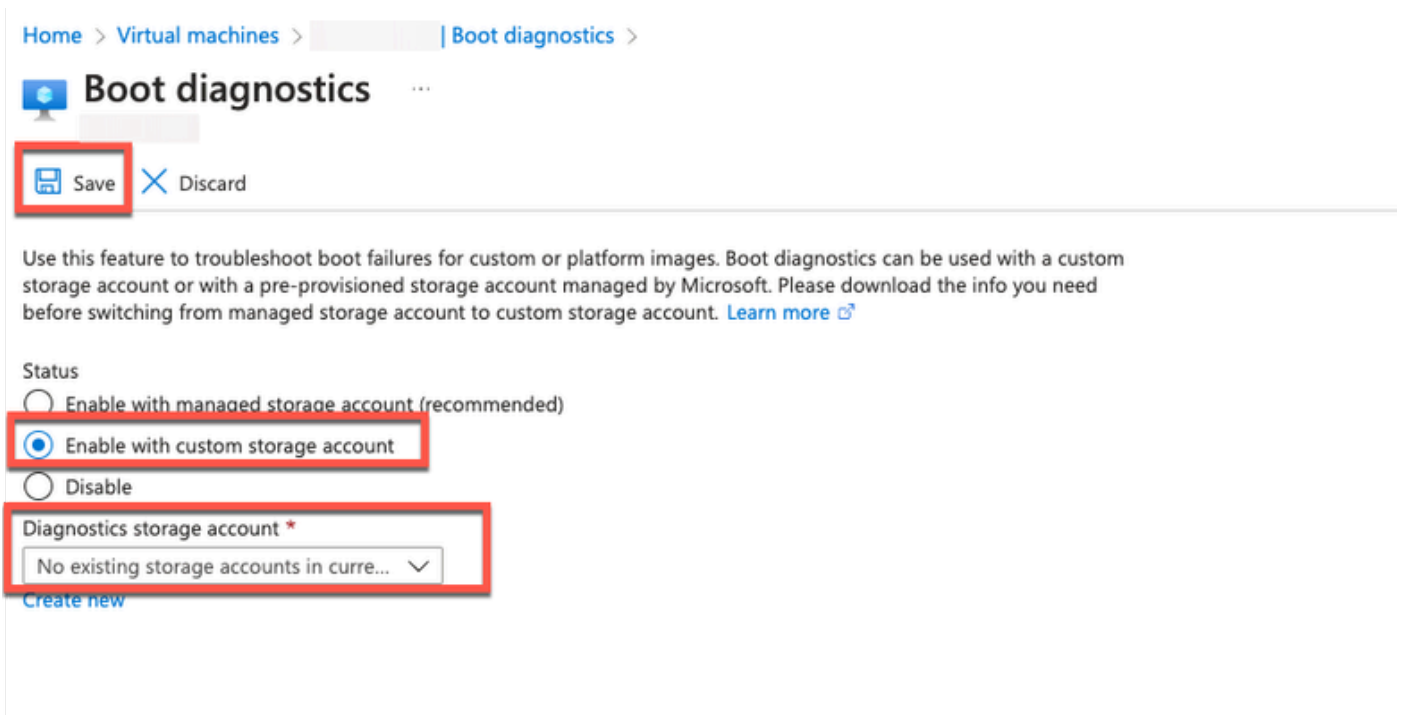 Home > Virtual machines > | Boot diagnostics >
Boot diagnostics ...
Save Discard
Use this feature to troubleshoot boot failures for custom or platform images. Boot diagnostics can be used with a custom
storage account or with a pre-provisioned storage account managed by Microsoft. Please download the info you need
before switching from managed storage account to custom storage account. Learn more
Status
Enable with managed storage account (recommended)
Enable with custom storage account
Disable
Diagnostics storage account *
No existing storage accounts in curre...
Create new